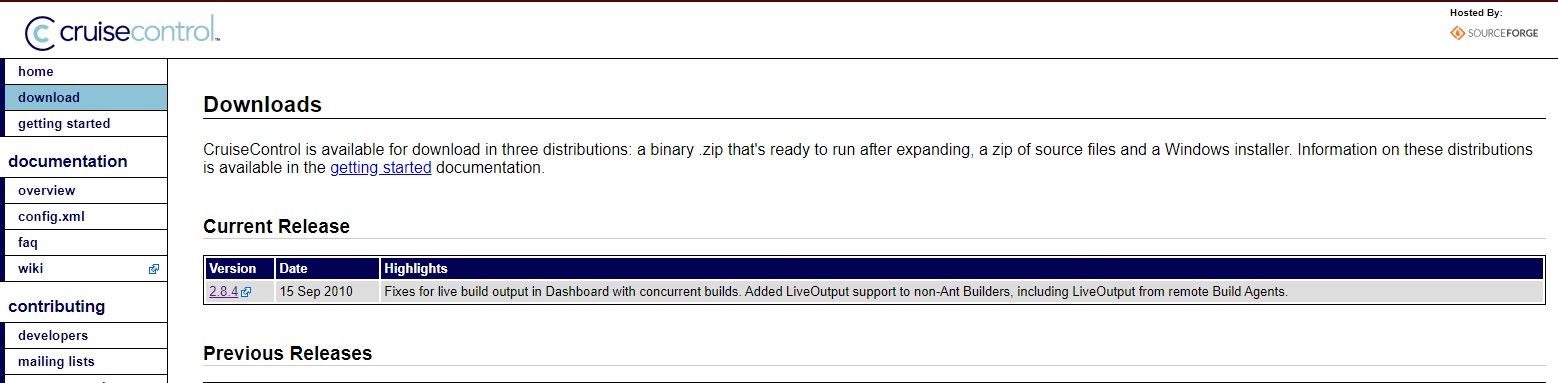 cruisecontrol™
Hosted By:
SOURCEFORGE
home
download
getting started
documentation
overview
config.xml
faq
wiki
contributing
developers
mailing lists
Downloads
CruiseControl is available for download in three distributions: a binary .zip that's ready to run after expanding, a zip of source files and a Windows installer. Information on these distributions
is available in the getting started documentation.
Current Release
Version Date Highlights
2.8.4 15 Sep 2010 Fixes for live build output in Dashboard with concurrent builds. Added LiveOutput support to non-Ant Builders, including LiveOutput from remote Build Agents.
Previous Releases